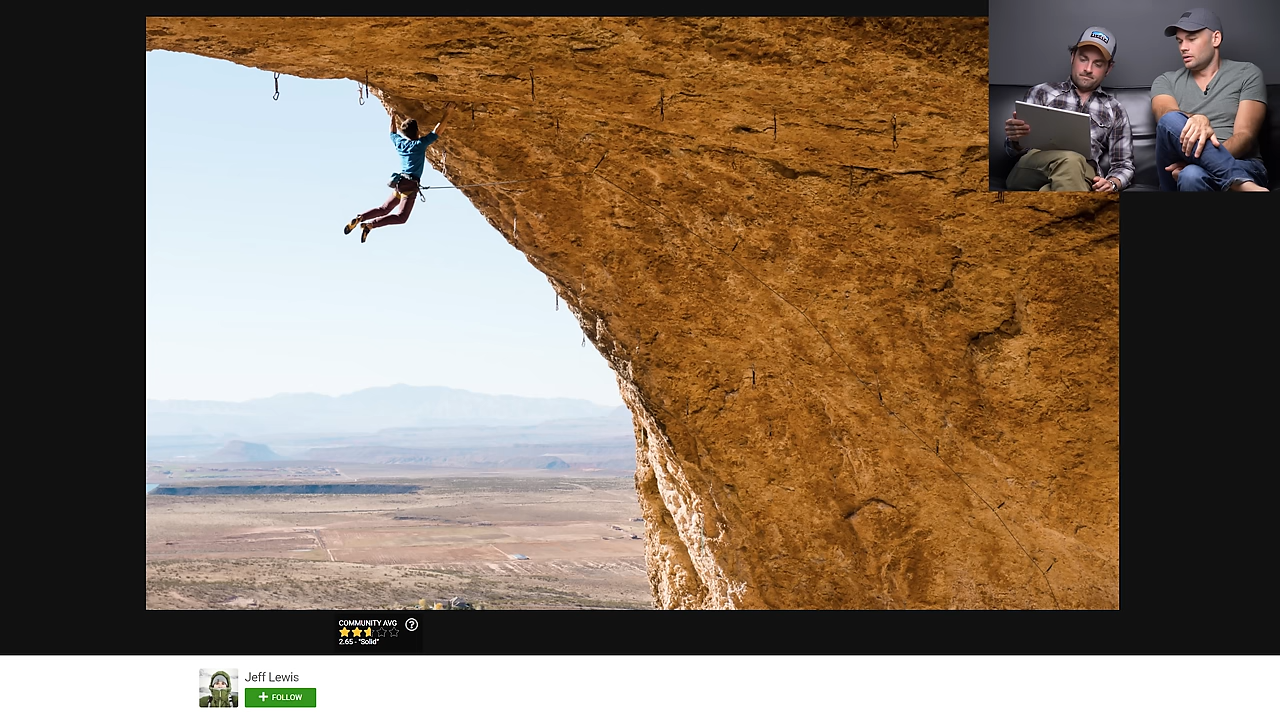 COMMUNITY AVG
2.65 - "Solid"
Jeff Lewis
+ FOLLOW